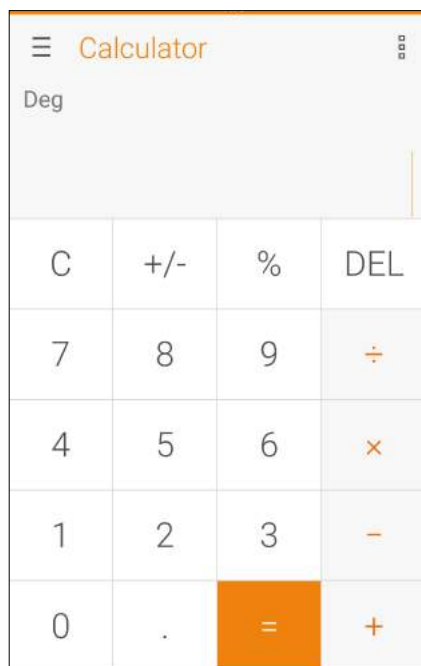 Calculator
Deg
C +/- % DEL
7 8 9 ÷
4 5 6 ×
1 2 3 −
0 . = +